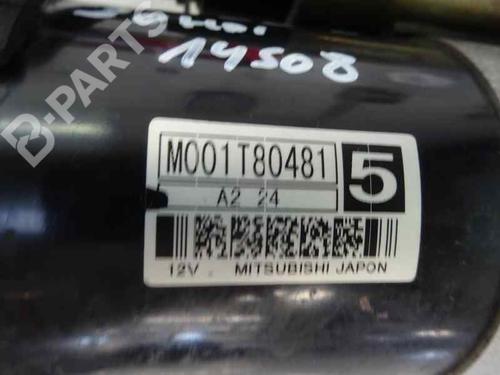 14508
B-PARTS
M001T80481
5
A2 24
12V MITSUBISHI JAPON